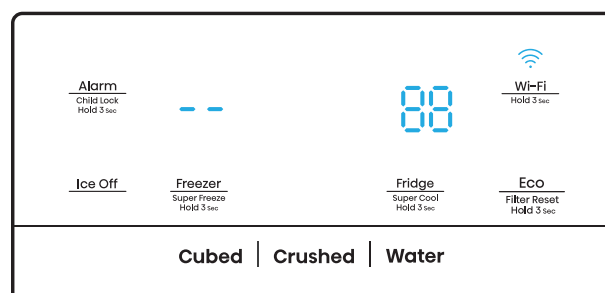 Alarm
Child Lock
Hold 3 Sec
-- 88
Wi-Fi
Hold 3 Sec
Ice Off
Freezer
Super Freeze
Hold 3 Sec
Fridge
Super Cool
Hold 3 Sec
Eco
Filter Reset
Hold 3 Sec
Cubed | Crushed | Water